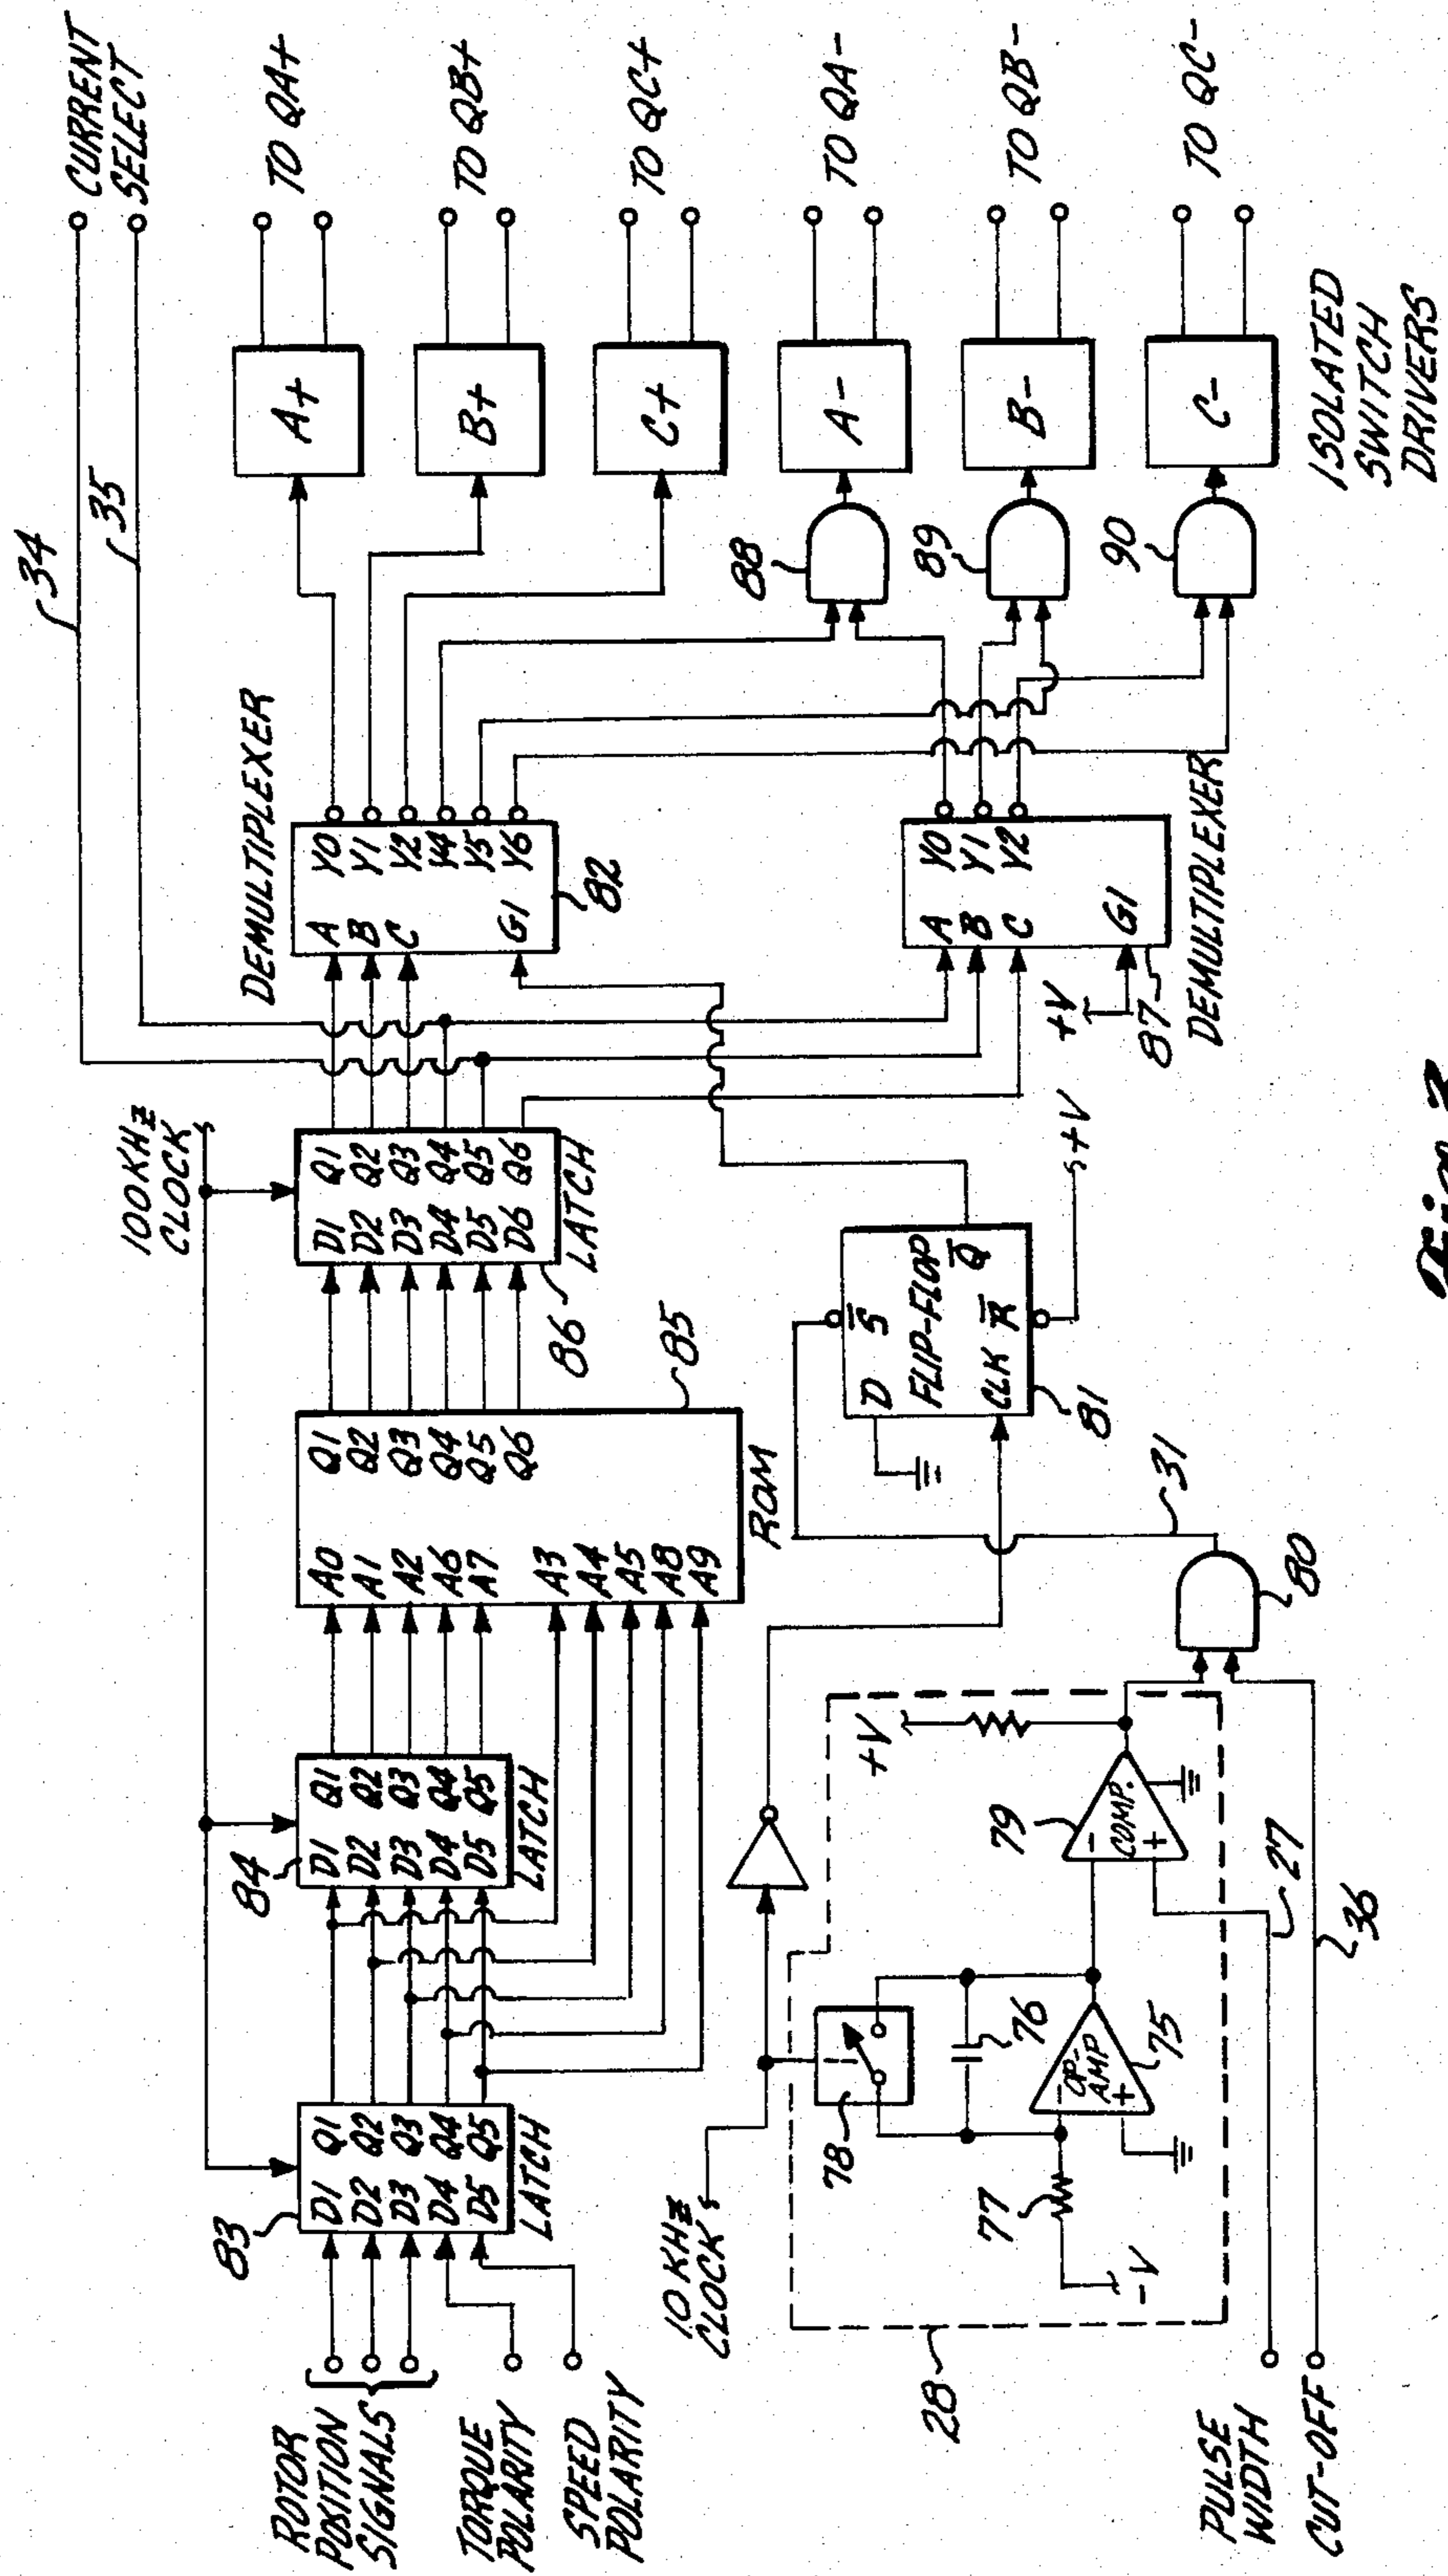 ROTOR
POSITION
SIGNALS
TORQUE
POLARITY
SPEED
POLARITY
83
D1 Q1
D2 Q2
D3 Q3
D4 Q4
D5 Q5
LATCH
84
D1 Q1
D2 Q2
D3 Q3
D4 Q4
D5 Q5
LATCH
A0 Q1
A1 Q2
A2 Q3
A6 Q4
A7 Q5
Q6
A3
A4
A5
A8
A9
ROM
85
100KHz
CLOCK
D1 Q1
D2 Q2
D3 Q3
D4 Q4
D5 Q5
D6 Q6
86
LATCH
34
35
CURRENT
SELECT
DEMULTIPLEXER
A Y0
B Y1
C Y2
Y4
Y5
G1 Y6
82
A+
TO QA+
B+
TO QB+
C+
TO QC+
88
A-
TO QA-
89
B-
TO QB-
90
C-
TO QC-
ISOLATED
SWITCH
DRIVERS
A Y0
B Y1
C Y2
G1
+V
87
DEMULTIPLEXER
10 KHz
CLOCK
28
78
76
77
-V
OP-
AMP
-
+
75
79
COMP.
-
+
+V
27
36
PULSE
WIDTH
CUT-OFF
80
31
S
D
FLIP-FLOP
Q
CLK R
81
+V